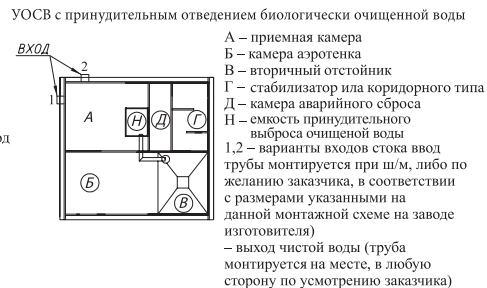 УОСВ с принудительным отведением биологически очищенной воды
ВХОД
2
1
А
Н
Д
Г
Б
В
од
А – приемная камера
Б – камера аэротенка
В – вторичный отстойник
Г – стабилизатор ила коридорного типа
Д – камера аварийного сброса
Н – емкость принудительного
выброса очищеной воды
1,2 – варианты входов стока ввод
трубы монтируется при ш/м, либо по
желанию заказчика, в соответствии
с размерами указанными на
данной монтажной схеме на заводе
изготовителя)
– выход чистой воды (труба
монтируется на месте, в любую
сторону по усмотрению заказчика)